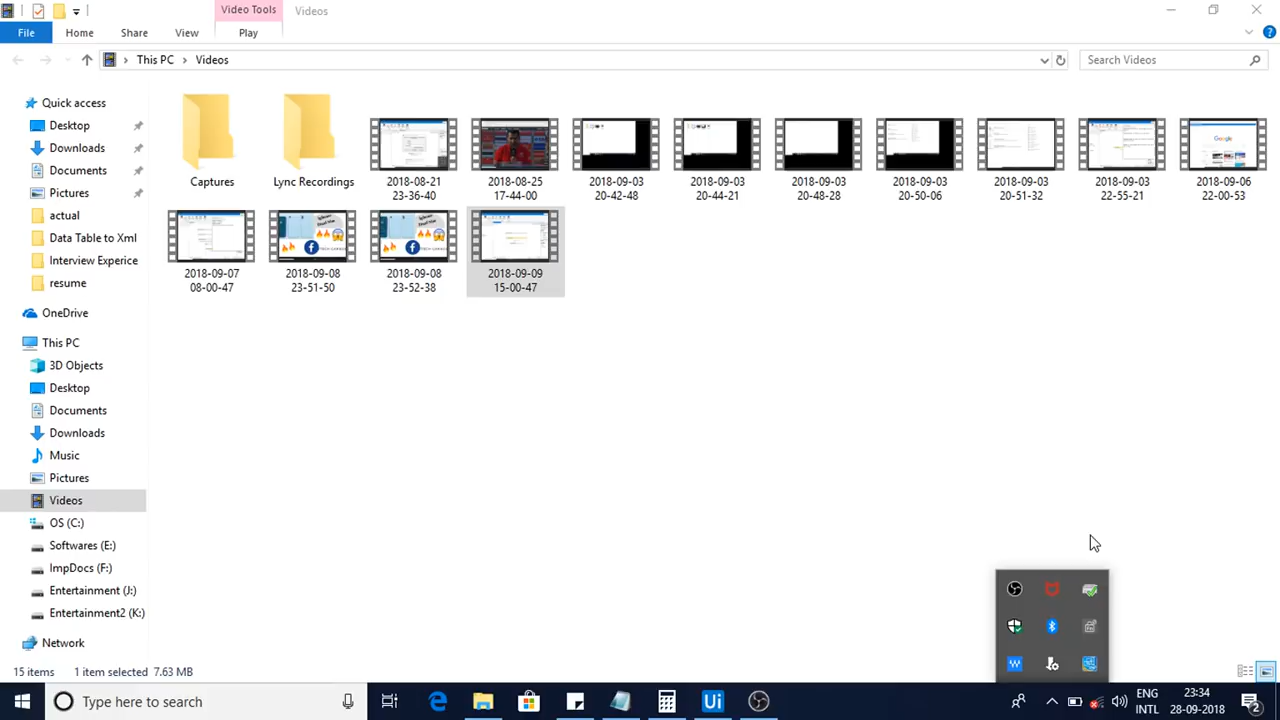 Video Tools
Videos
File
Home
Share
View
Play
This PC
Videos
Search Videos
Quick access
Desktop
Downloads
Documents
Pictures
actual
Data Table to Xml
Interview Experice
resume
OneDrive
This PC
3D Objects
Desktop
Documents
Downloads
Music
Pictures
Videos
OS (C:)
Softwares (E:)
ImpDocs (F:)
Entertainment (J:)
Entertainment2 (K:)
Network
Captures
Lync Recordings
2018-08-21
23-36-40
2018-08-25
17-44-00
2018-09-03
20-42-48
2018-09-03
20-44-21
2018-09-03
20-48-28
2018-09-03
20-50-06
2018-09-03
20-51-32
2018-09-03
22-55-21
Google
2018-09-06
22-00-53
2018-09-07
08-00-47
2018-09-08
23-51-50
2018-09-08
23-52-38
2018-09-09
15-00-47
15 items
1 item selected 7.63 MB
Type here to search
Ui
ENG
INTL
23:34
28-09-2018
2